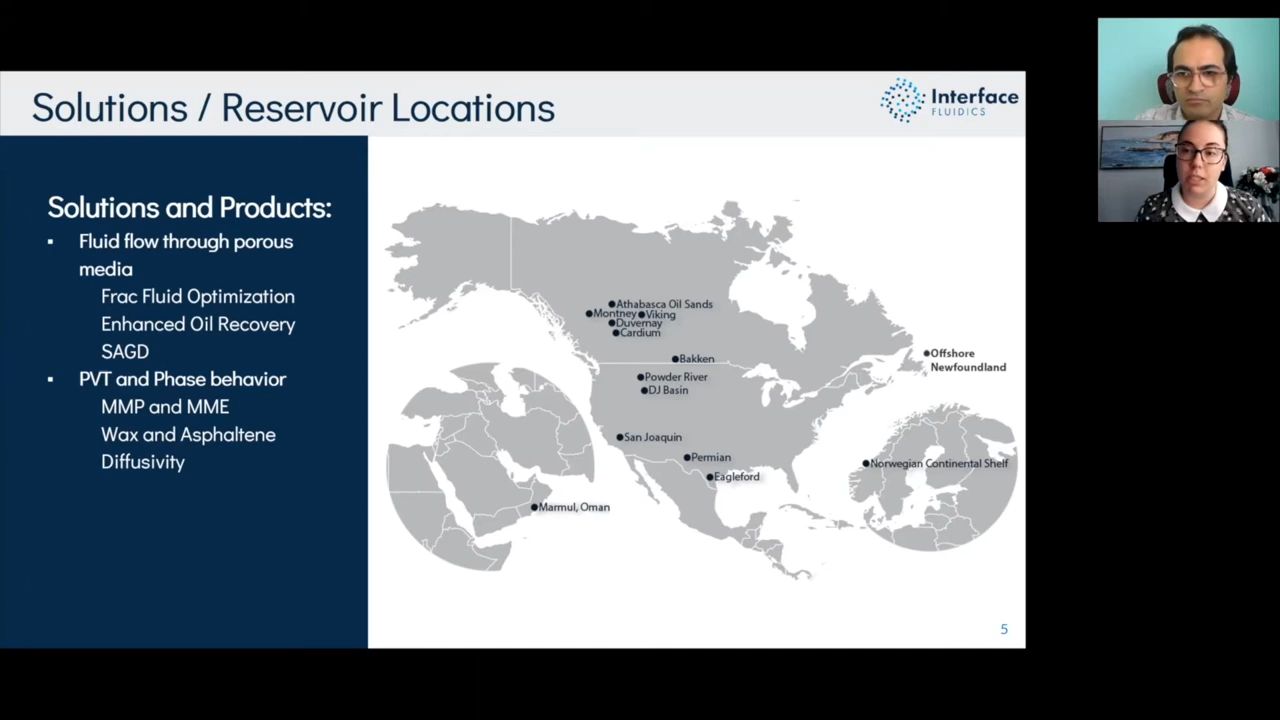 Solutions / Reservoir Locations
Interface
FLUIDICS
Solutions and Products:
▪ Fluid flow through porous
media
Frac Fluid Optimization
Enhanced Oil Recovery
SAGD
▪ PVT and Phase behavior
MMP and MME
Wax and Asphaltene
Diffusivity
Athabasca Oil Sands
Montney
Viking
Duvernay
Cardium
Bakken
Powder River
DJ Basin
San Joaquin
Permian
Eagleford
Offshore
Newfoundland
Norwegian Continental Shelf
Marmul, Oman
5